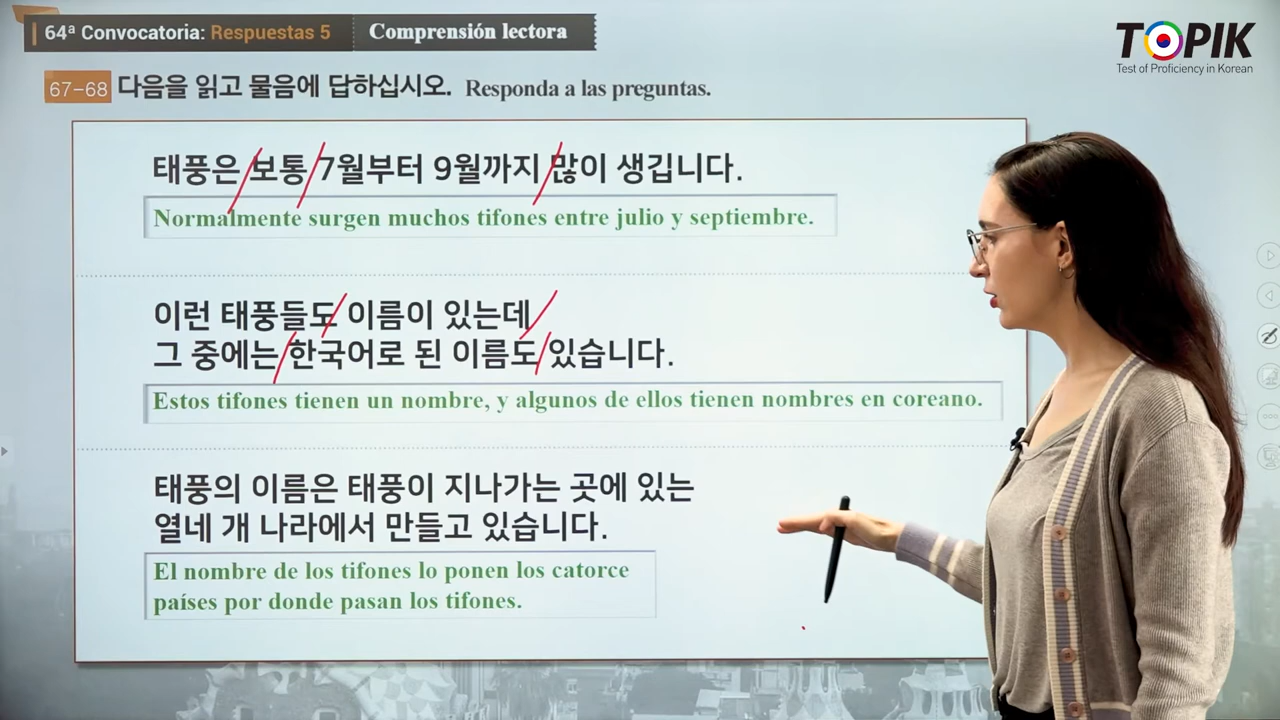 64ª Convocatoria: Respuestas 5 Comprensión lectora
TOPIK
Test of Proficiency in Korean
67-68 다음을 읽고 물음에 답하십시오. Responda a las preguntas.
태풍은 보통 7월부터 9월까지 많이 생깁니다.
Normalmente surgen muchos tifones entre julio y septiembre.
이런 태풍들도 이름이 있는데
그 중에는 한국어로 된 이름도 있습니다.
Estos tifones tienen un nombre, y algunos de ellos tienen nombres en coreano.
태풍의 이름은 태풍이 지나가는 곳에 있는
열네 개 나라에서 만들고 있습니다.
El nombre de los tifones lo ponen los catorce
países por donde pasan los tifones.